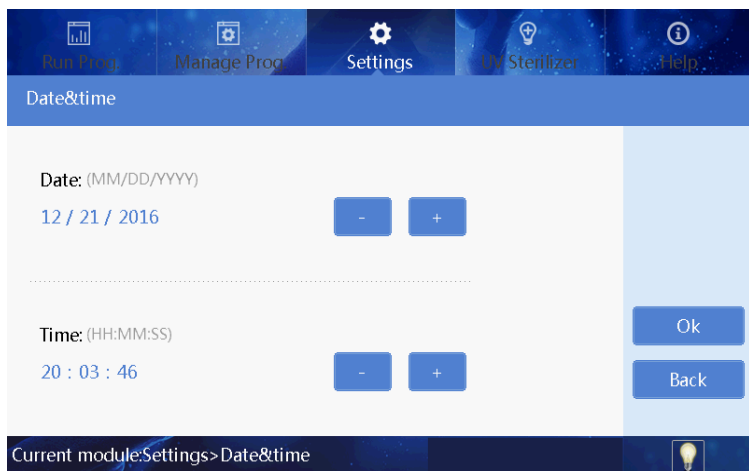 Run Prog. Manage Prog. Settings UV Sterilizer Help
Date&time
Date: (MM/DD/YYYY)
12 / 21 / 2016
- +
Time: (HH:MM:SS)
20 : 03 : 46
- +
Ok
Back
Current module:Settings>Date&time